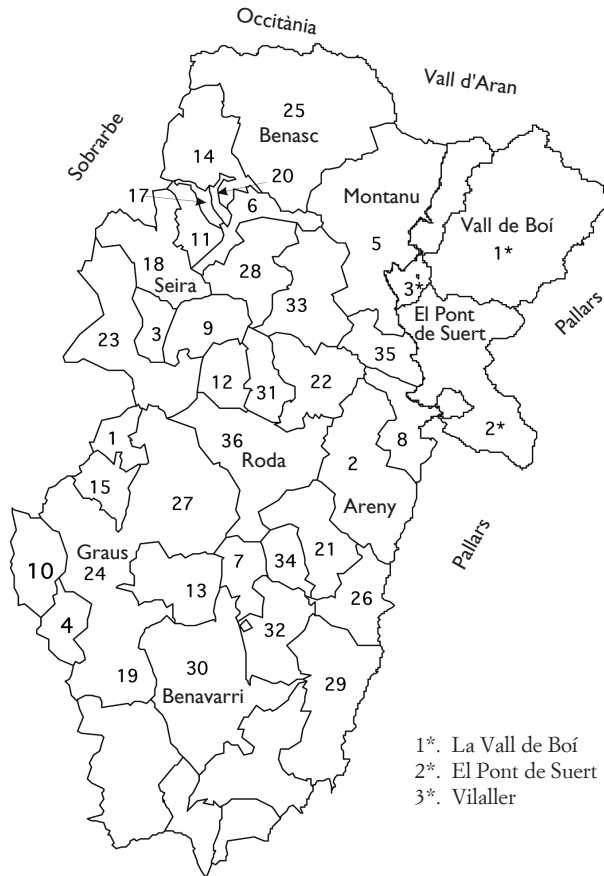 Occitània
Vall d'Aran
Sobrarbe
25
Benasc
14
20
17
Montanu
6
Vall de Boí
11
5
1*
18
28
3*
Seira
33
El Pont
de Suert
Pallars
23
3
9
35
12
31
22
1
36
8
2*
Roda
2
15
27
Areny
Graus
7
34
21
Pallars
10
24
13
26
4
32
19
30
29
Benavarri
1*. La Vall de Boí
2*. El Pont de Suert
3*. Vilaller